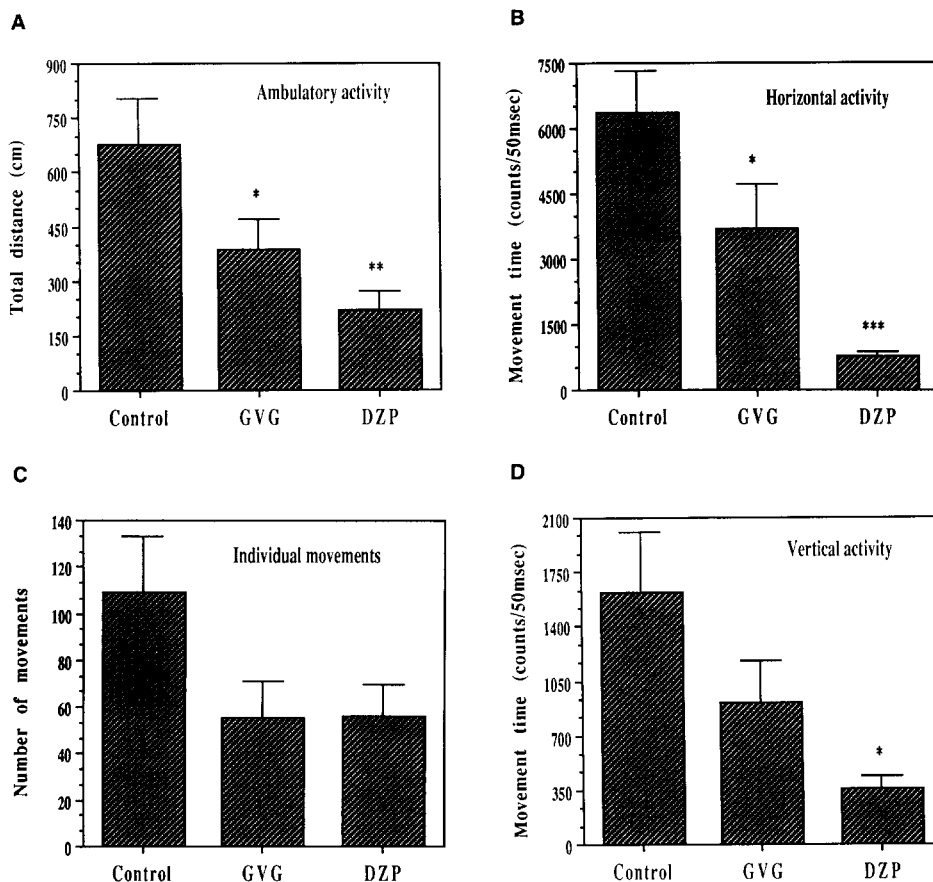 A
Total distance (cm)
900
750
600
450
300
150
0
Ambulatory activity
*
**
Control GVG DZP
B
Movement time (counts/50msec)
7500
6000
4500
3000
1500
0
Horizontal activity
*
***
Control GVG DZP
C
Number of movements
140
120
100
80
60
40
20
0
Individual movements
Control GVG DZP
D
Movement time (counts/50msec)
2100
1750
1400
1050
700
350
0
Vertical activity
*
Control GVG DZP